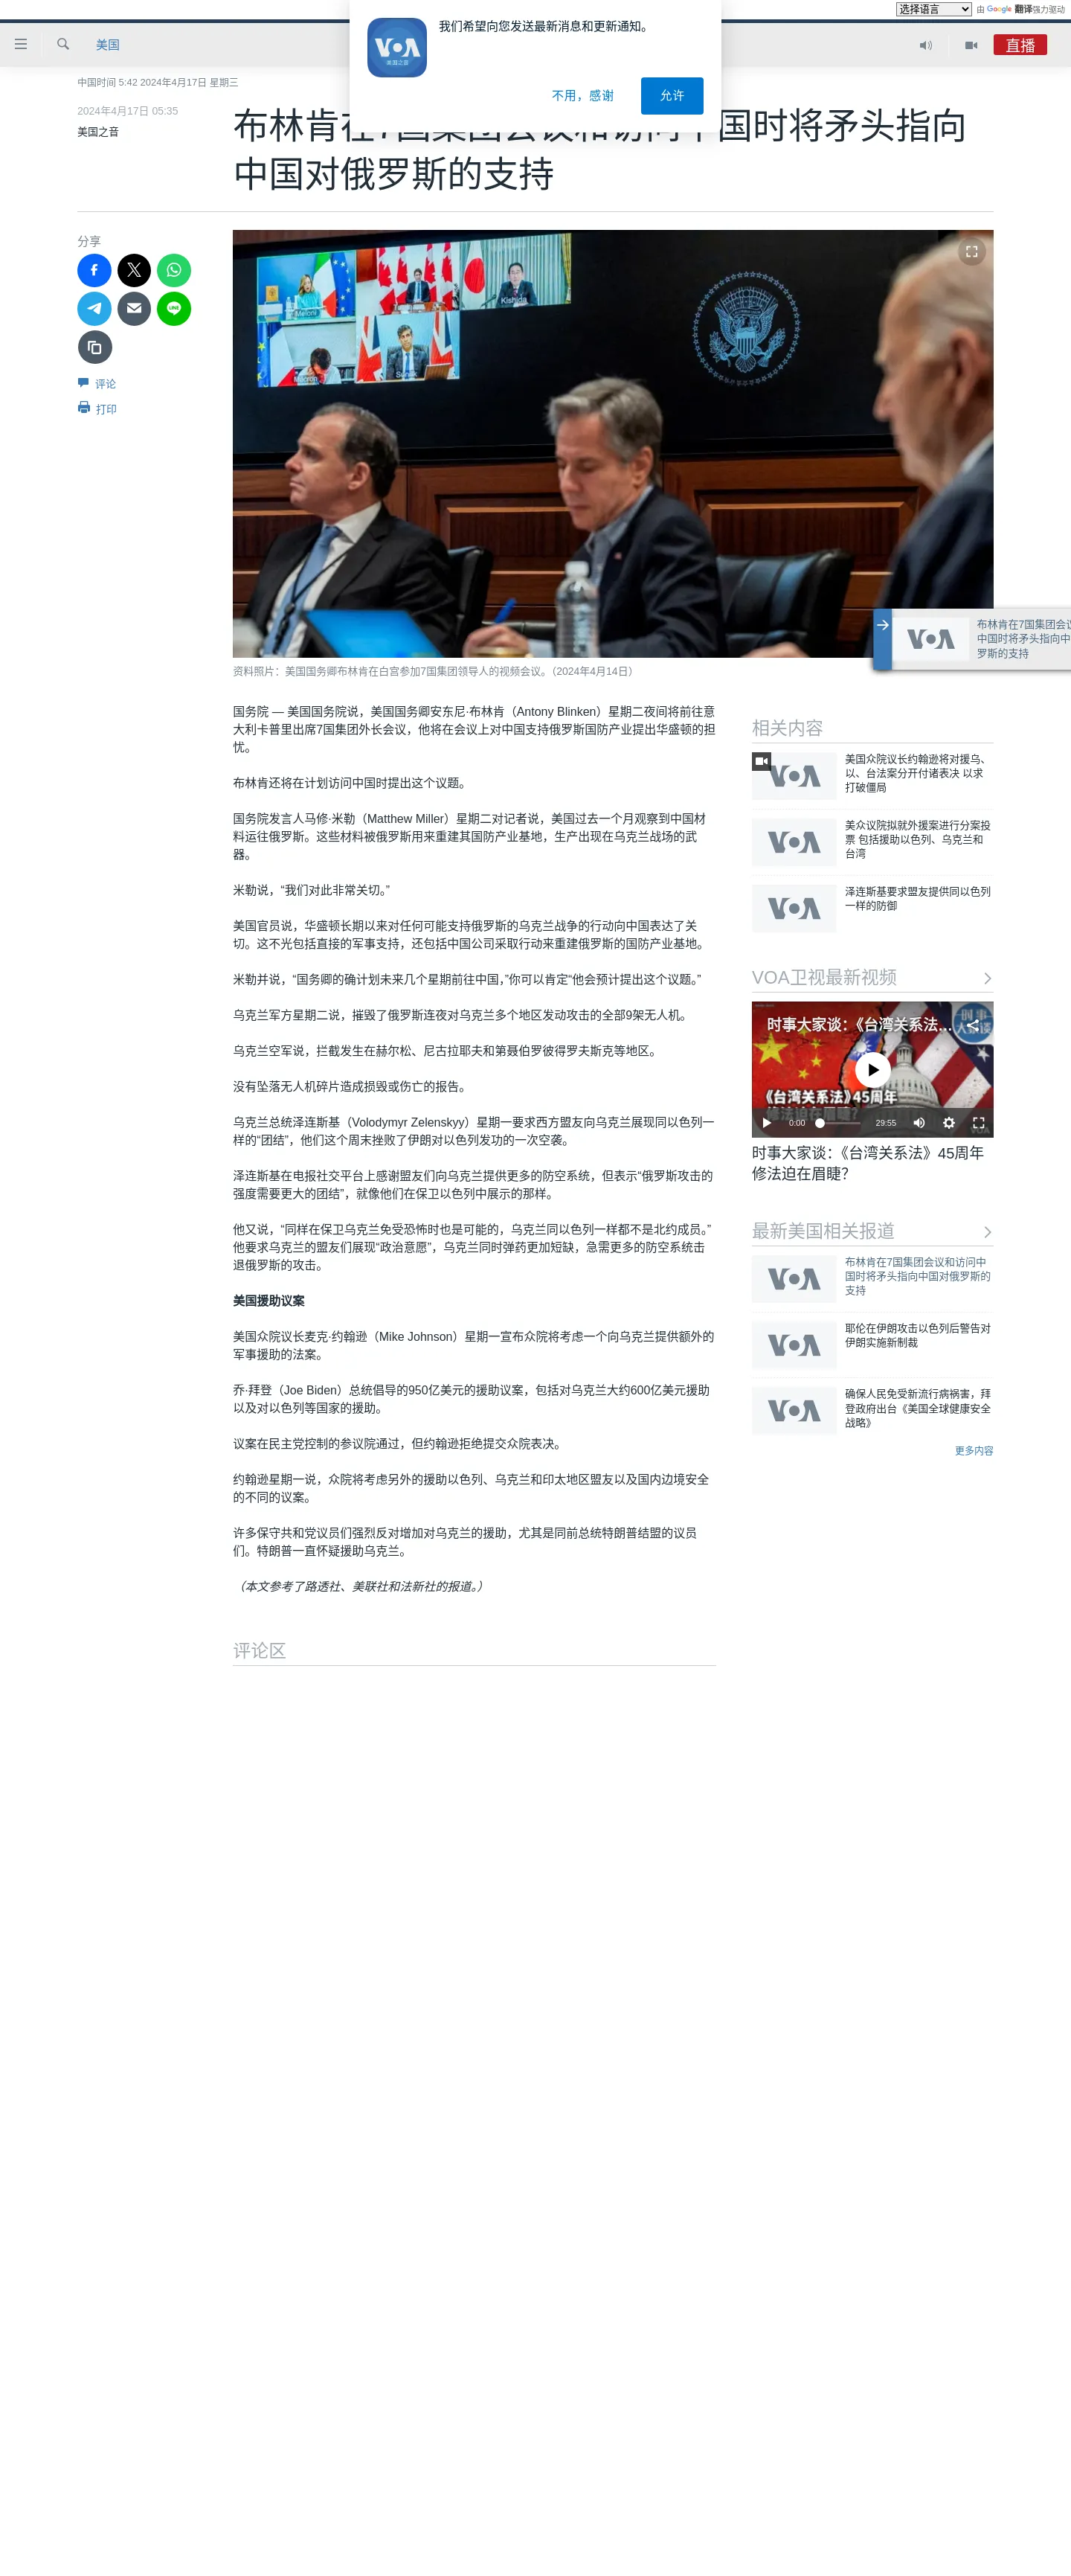 选择语言
由 Google 翻译强力驱动
我们希望向您发送最新消息和更新通知。
不用，感谢
允许
VOA
美国之音
美国
直播
中国时间 5:42 2024年4月17日 星期三
2024年4月17日 05:35
美国之音
中国对俄罗斯的支持
分享
评论
打印
Meloni
Kishida
Macron
Sunak
资料照片：美国国务卿布林肯在白宫参加7国集团领导人的视频会议。（2024年4月14日）
布林肯在7国集团会议
中国时将矛头指向中
罗斯的支持
国务院 — 美国国务院说，美国国务卿安东尼·布林肯（Antony Blinken）星期二夜间将前往意
大利卡普里出席7国集团外长会议，他将在会议上对中国支持俄罗斯国防产业提出华盛顿的担
忧。
布林肯还将在计划访问中国时提出这个议题。
国务院发言人马修·米勒（Matthew Miller）星期二对记者说，美国过去一个月观察到中国材
料运往俄罗斯。这些材料被俄罗斯用来重建其国防产业基地，生产出现在乌克兰战场的武
器。
米勒说，“我们对此非常关切。”
美国官员说，华盛顿长期以来对任何可能支持俄罗斯的乌克兰战争的行动向中国表达了关
切。这不光包括直接的军事支持，还包括中国公司采取行动来重建俄罗斯的国防产业基地。
米勒并说，“国务卿的确计划未来几个星期前往中国，”你可以肯定“他会预计提出这个议题。”
乌克兰军方星期二说，摧毁了俄罗斯连夜对乌克兰多个地区发动攻击的全部9架无人机。
乌克兰空军说，拦截发生在赫尔松、尼古拉耶夫和第聂伯罗彼得罗夫斯克等地区。
没有坠落无人机碎片造成损毁或伤亡的报告。
乌克兰总统泽连斯基（Volodymyr Zelenskyy）星期一要求西方盟友向乌克兰展现同以色列一
样的“团结”，他们这个周末挫败了伊朗对以色列发功的一次空袭。
泽连斯基在电报社交平台上感谢盟友们向乌克兰提供更多的防空系统，但表示“俄罗斯攻击的
强度需要更大的团结”，就像他们在保卫以色列中展示的那样。
他又说，“同样在保卫乌克兰免受恐怖时也是可能的，乌克兰同以色列一样都不是北约成员。”
他要求乌克兰的盟友们展现“政治意愿”，乌克兰同时弹药更加短缺，急需更多的防空系统击
退俄罗斯的攻击。
美国援助议案
美国众院议长麦克·约翰逊（Mike Johnson）星期一宣布众院将考虑一个向乌克兰提供额外的
军事援助的法案。
乔·拜登（Joe Biden）总统倡导的950亿美元的援助议案，包括对乌克兰大约600亿美元援助
以及对以色列等国家的援助。
议案在民主党控制的参议院通过，但约翰逊拒绝提交众院表决。
约翰逊星期一说，众院将考虑另外的援助以色列、乌克兰和印太地区盟友以及国内边境安全
的不同的议案。
许多保守共和党议员们强烈反对增加对乌克兰的援助，尤其是同前总统特朗普结盟的议员
们。特朗普一直怀疑援助乌克兰。
（本文参考了路透社、美联社和法新社的报道。）
评论区
相关内容
美国众院议长约翰逊将对援乌、
以、台法案分开付诸表决 以求
打破僵局
美众议院拟就外援案进行分案投
票 包括援助以色列、乌克兰和
台湾
泽连斯基要求盟友提供同以色列
一样的防御
VOA卫视最新视频
时事大家谈：《台湾关系法...
《台湾关系法》45周年
0:00
29:55
时事大家谈：《台湾关系法》45周年
修法迫在眉睫？
最新美国相关报道
布林肯在7国集团会议和访问中
国时将矛头指向中国对俄罗斯的
支持
耶伦在伊朗攻击以色列后警告对
伊朗实施新制裁
确保人民免受新流行病祸害，拜
登政府出台《美国全球健康安全
战略》
更多内容